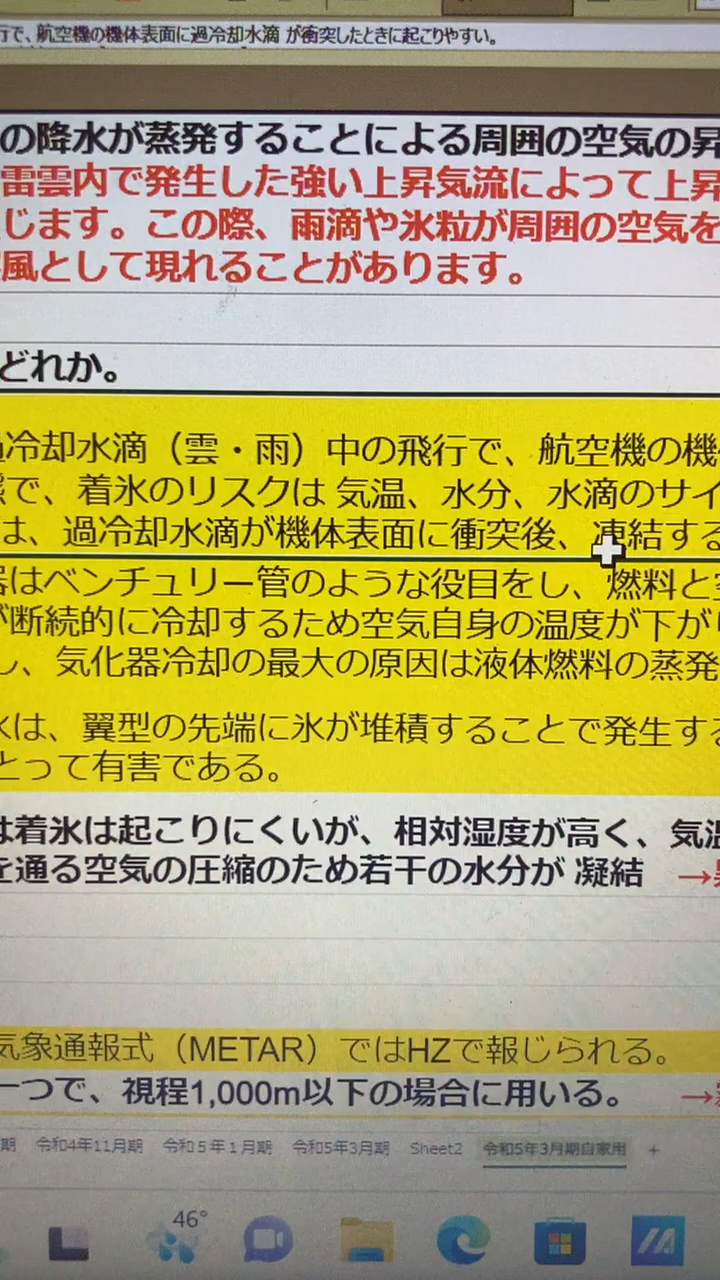 行で、航空機の機体表面に過冷却水滴 が衝突したときに起こりやすい。
の降水が蒸発することによる周囲の空気の昇
雷雲内で発生した強い上昇気流によって上昇
じます。この際、雨滴や氷粒が周囲の空気を
風として現れることがあります。
どれか。
過冷却水滴（雲・雨）中の飛行で、航空機の機
で、着氷のリスクは 気温、水分、水滴のサイ
は、過冷却水滴が機体表面に衝突後、凍結する
器はベンチュリー管のような役目をし、燃料と
が断続的に冷却するため空気自身の温度が下が
し、気化器冷却の最大の原因は液体燃料の蒸発
氷は、翼型の先端に氷が堆積することで発生する
とって有害である。
は着氷は起こりにくいが、相対湿度が高く、気温
を通る空気の圧縮のため若干の水分が 凝結 →
気象通報式（METAR）ではHZで報じられる。
一つで、視程1,000m以下の場合に用いる。 →
期 令和4年11月期 令和５年１月期 令和5年3月期 Sheet2 令和5年3月期自家用 +
46°